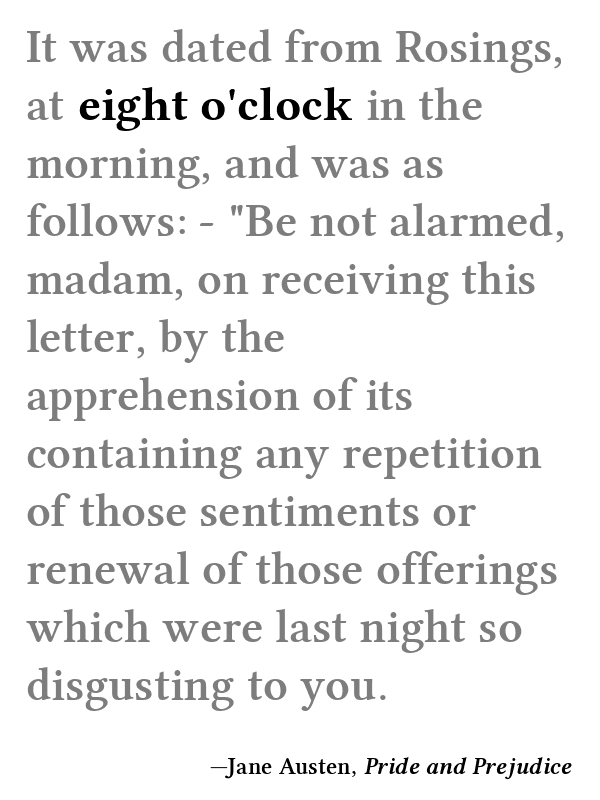 It was dated from Rosings,
at eight o'clock in the
morning, and was as
follows: - "Be not alarmed,
madam, on receiving this
letter, by the
apprehension of its
containing any repetition
of those sentiments or
renewal of those offerings
which were last night so
disgusting to you.
—Jane Austen, Pride and Prejudice